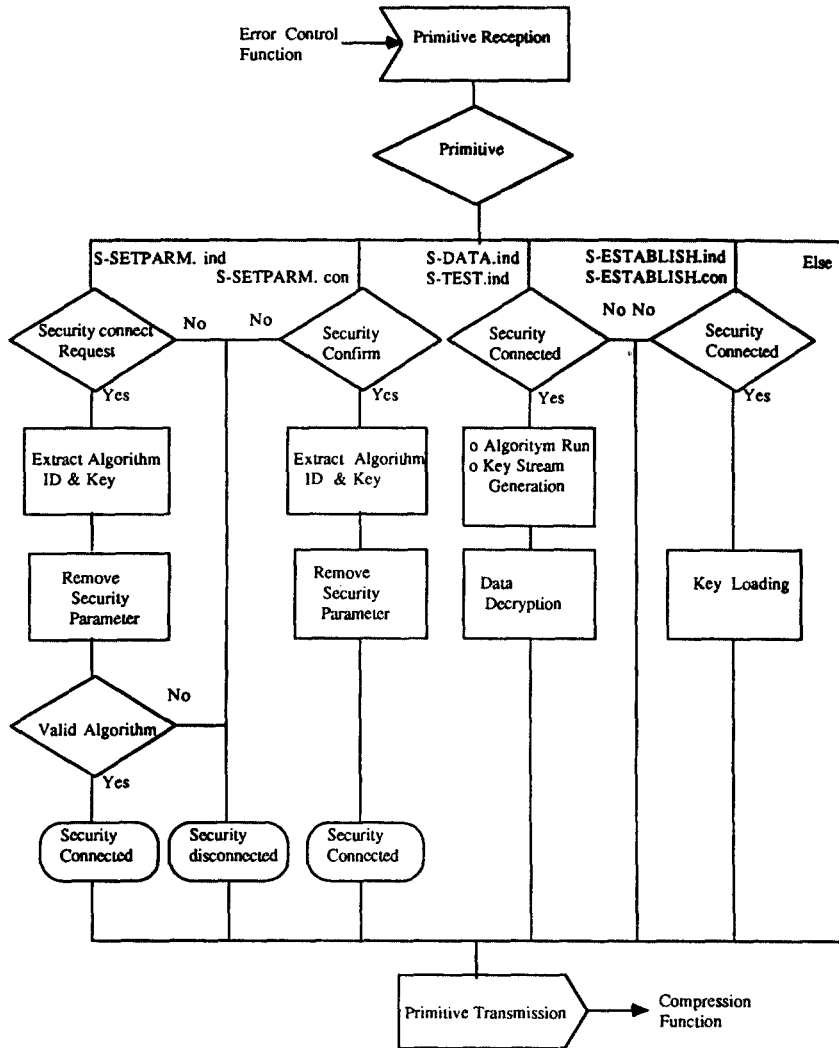 Error Control
Function
Primitive Reception
Primitive
S-SETPARM. ind
S-SETPARM. con
S-DATA.ind
S-TEST.ind
S-ESTABLISH.ind
S-ESTABLISH.con
Else
Security connect
Request
No
No
Security
Confirm
Security
Connected
No No
Security
Connected
Yes
Yes
Yes
Yes
Extract Algorithm
ID & Key
Extract Algorithm
ID & Key
o Algoritym Run
o Key Stream
Generation
Remove
Security
Parameter
Remove
Security
Parameter
Data
Decryption
Key Loading
No
Valid Algorithm
Yes
Security
Connected
Security
disconnected
Security
Connected
Primitive Transmission
Compression
Function